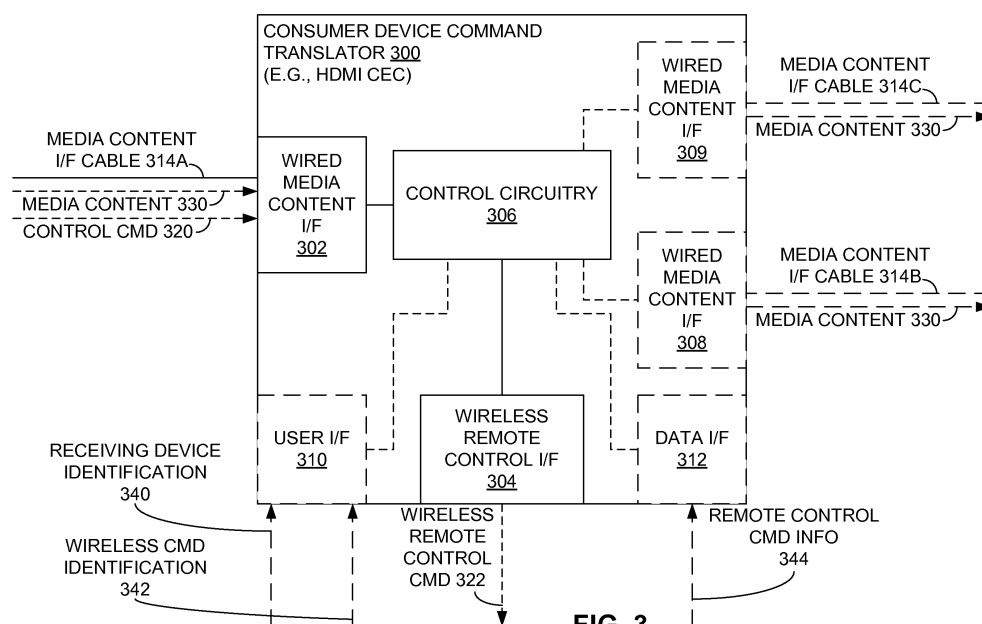 CONSUMER DEVICE COMMAND
TRANSLATOR 300
(E.G., HDMI CEC)
MEDIA CONTENT
I/F CABLE 314A
MEDIA CONTENT 330
CONTROL CMD 320
WIRED
MEDIA
CONTENT
I/F
302
CONTROL CIRCUITRY
306
WIRED
MEDIA
CONTENT
I/F
309
MEDIA CONTENT
I/F CABLE 314C
MEDIA CONTENT 330
WIRED
MEDIA
CONTENT
I/F
308
MEDIA CONTENT
I/F CABLE 314B
MEDIA CONTENT 330
USER I/F
310
WIRELESS
REMOTE
CONTROL I/F
304
DATA I/F
312
RECEIVING DEVICE
IDENTIFICATION
340
WIRELESS CMD
IDENTIFICATION
342
WIRELESS
REMOTE
CONTROL
CMD 322
REMOTE CONTROL
CMD INFO
344
FIG. 3